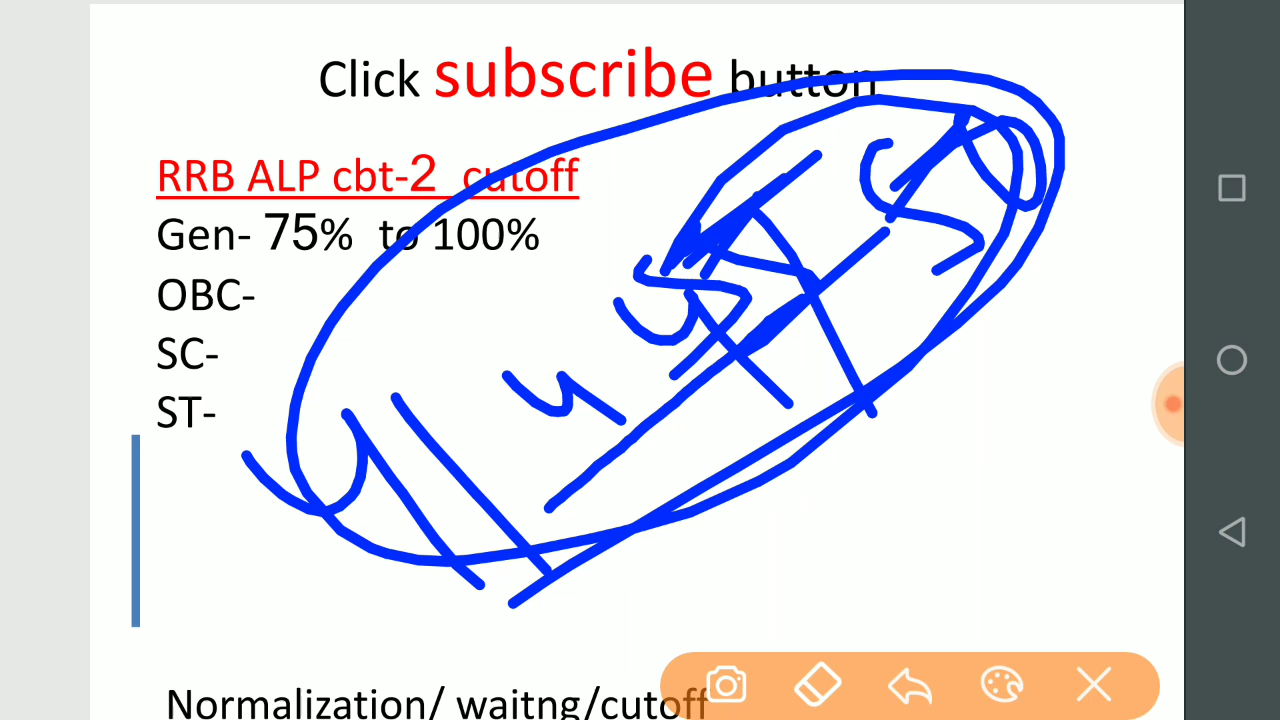 Click subscribe button
RRB ALP cbt-2 cutoff
Gen- 75% to 100%
OBC-
SC-
ST-
Normalization/ waitng/cutoff